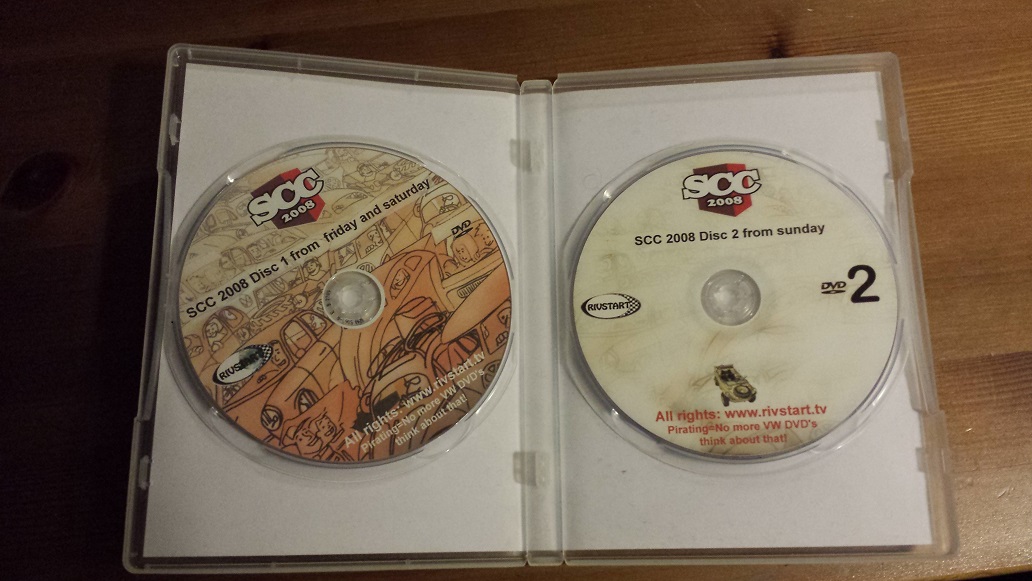 SCC
2008
SCC 2008 Disc 1 from friday and saturday
DVD
RIVSTART
All rights: www.rivstart.tv
Pirating=No more VW DVD's
think about that!
SCC
2008
SCC 2008 Disc 2 from sunday
DVD 2
RIVSTART
All rights: www.rivstart.tv
Pirating=No more VW DVD's
think about that!